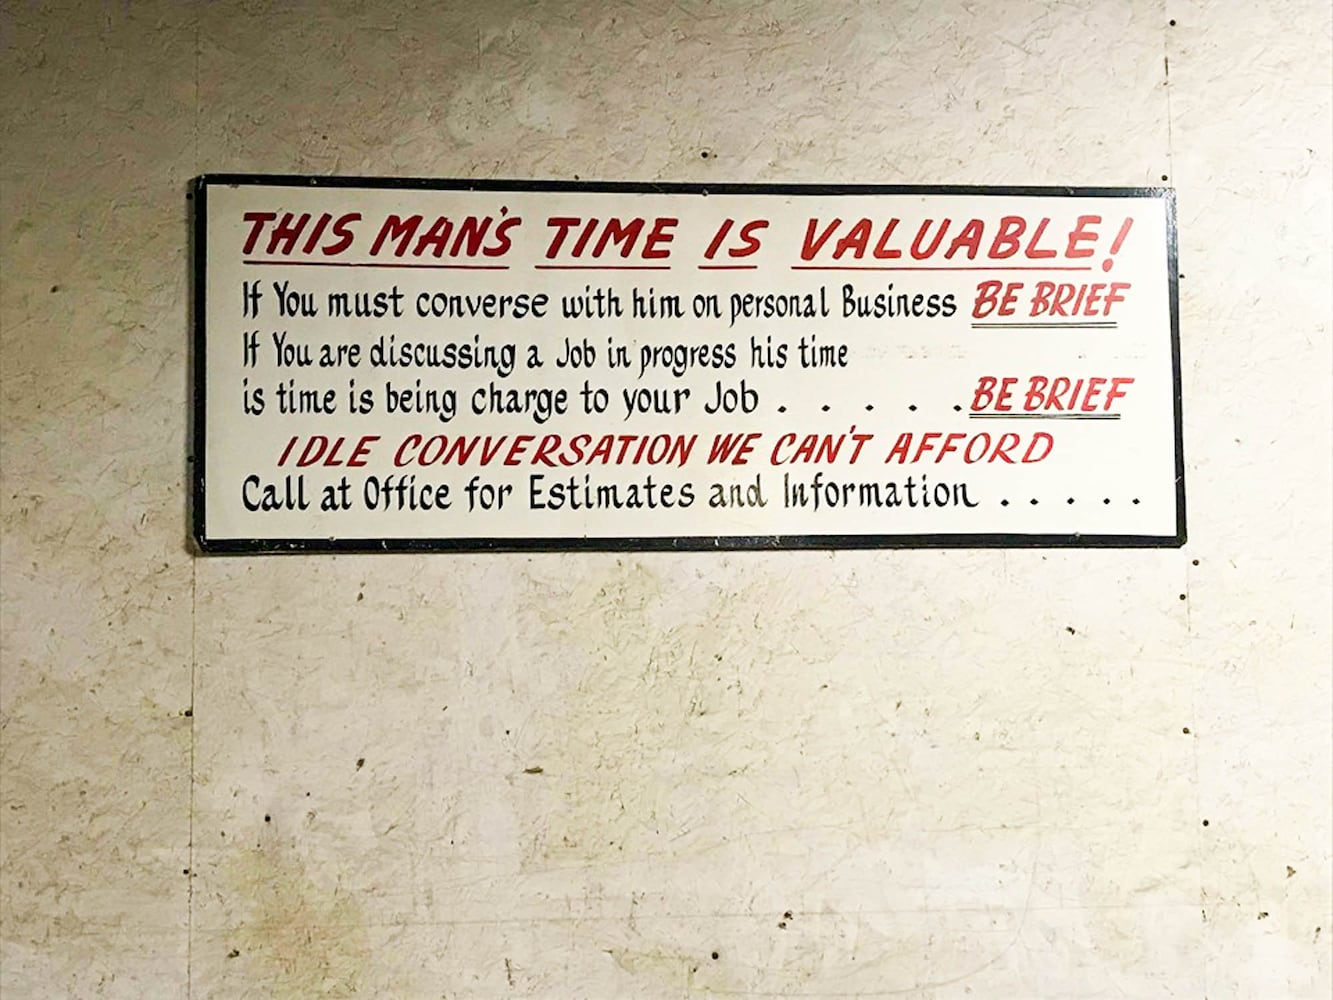 THIS MAN'S TIME IS VALUABLE!
If You must converse with him on personal Business BE BRIEF
If You are discussing a Job in progress his time
is time is being charge to your Job . . . . . BE BRIEF
IDLE CONVERSATION WE CAN'T AFFORD
Call at Office for Estimates and Information . . . . .